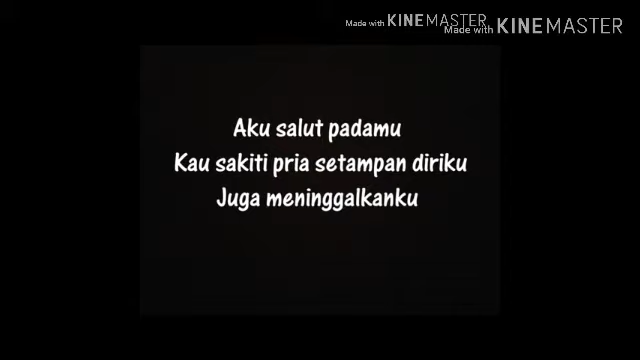 Made with KINEMASTER
Made with KINEMASTER
Aku salut padamu
Kau sakiti pria setampan diriku
Juga meninggalkanku